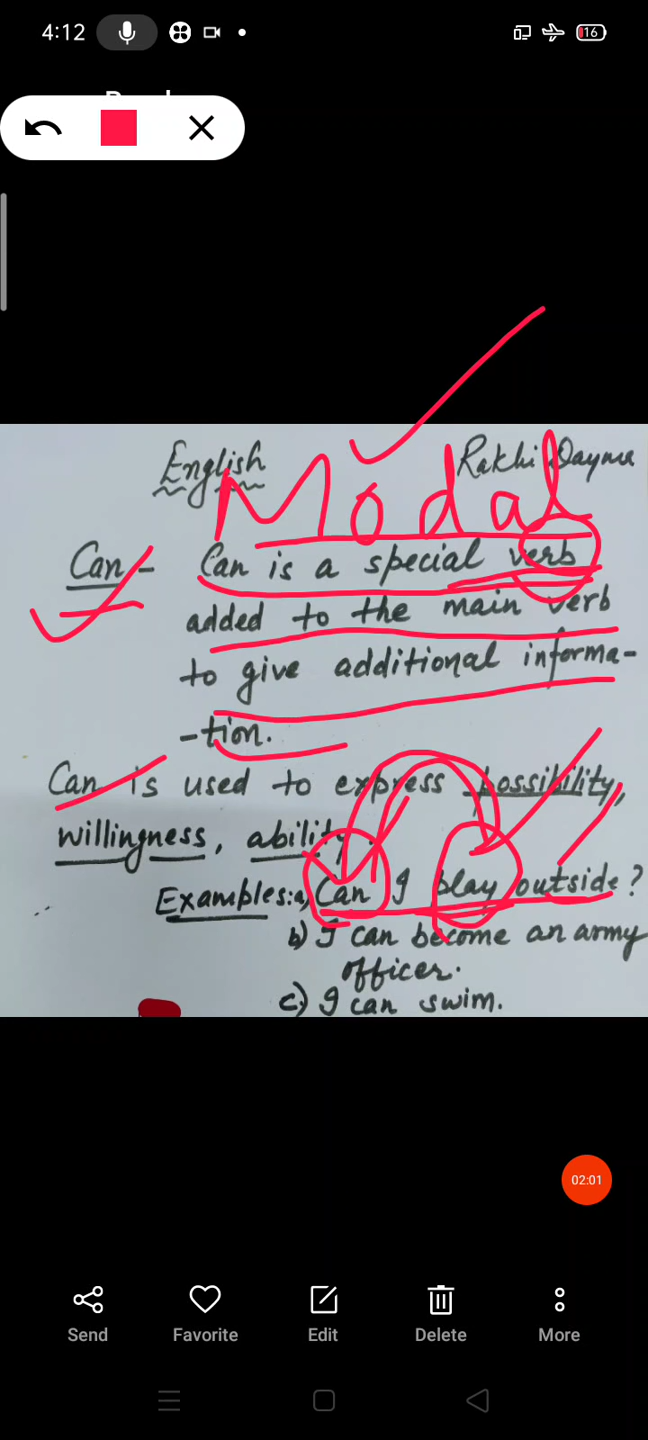 4:12
16
English
Rakhi Dayma
Modal
Can - Can is a special verb
added to the main verb
to give additional informa-
-tion.
Can is used to express possibility,
willingness, ability.
Examples:a) Can I play outside?
b) I can become an army
officer.
c) I can swim.
02:01
Send
Favorite
Edit
Delete
More